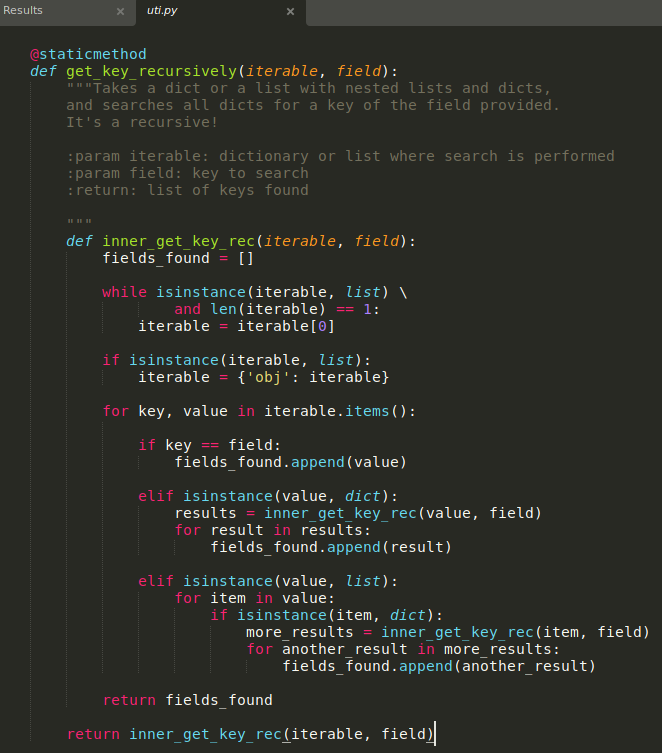 Results × uti.py ×
@staticmethod
def get_key_recursively(iterable, field):
    """Takes a dict or a list with nested lists and dicts,
    and searches all dicts for a key of the field provided.
    It's a recursive!

    :param iterable: dictionary or list where search is performed
    :param field: key to search
    :return: list of keys found

    """
    def inner_get_key_rec(iterable, field):
        fields_found = []

        while isinstance(iterable, list) \
                and len(iterable) == 1:
            iterable = iterable[0]

        if isinstance(iterable, list):
            iterable = {'obj': iterable}

        for key, value in iterable.items():

            if key == field:
                fields_found.append(value)

            elif isinstance(value, dict):
                results = inner_get_key_rec(value, field)
                for result in results:
                    fields_found.append(result)

            elif isinstance(value, list):
                for item in value:
                    if isinstance(item, dict):
                        more_results = inner_get_key_rec(item, field)
                        for another_result in more_results:
                            fields_found.append(another_result)

        return fields_found

    return inner_get_key_rec(iterable, field)